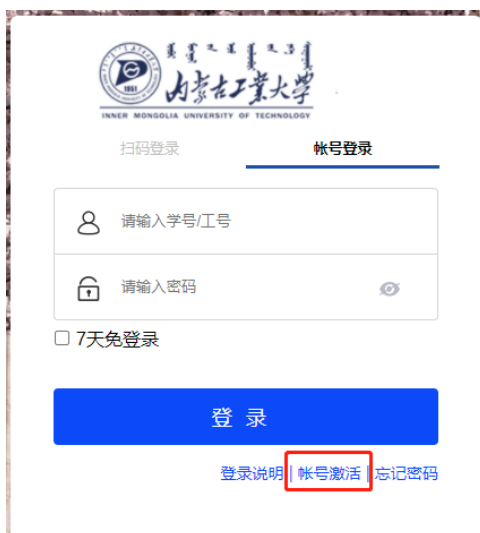 内蒙古工業大學
INNER MONGOLIA UNIVERSITY OF TECHNOLOGY
1951
扫码登录 帐号登录
请输入学号/工号
请输入密码
7天免登录
登 录
登录说明 | 帐号激活 | 忘记密码